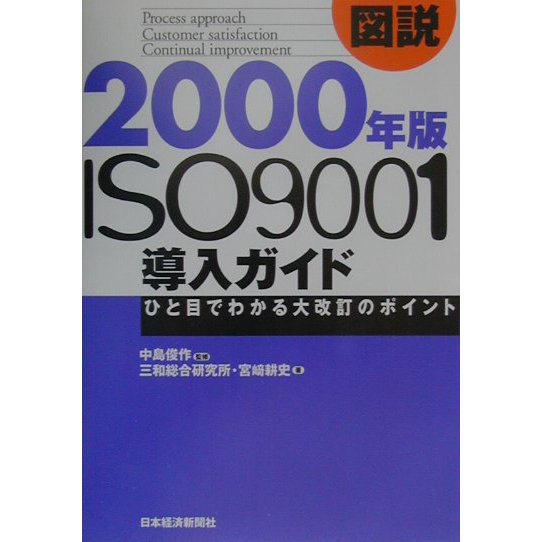 Process approach
Customer satisfaction
Continual improvement
図説
2000年版
ISO9001
導入ガイド
ひと目でわかる大改訂のポイント
中島俊作 監修
三和総合研究所・宮﨑耕史 著
日本経済新聞社